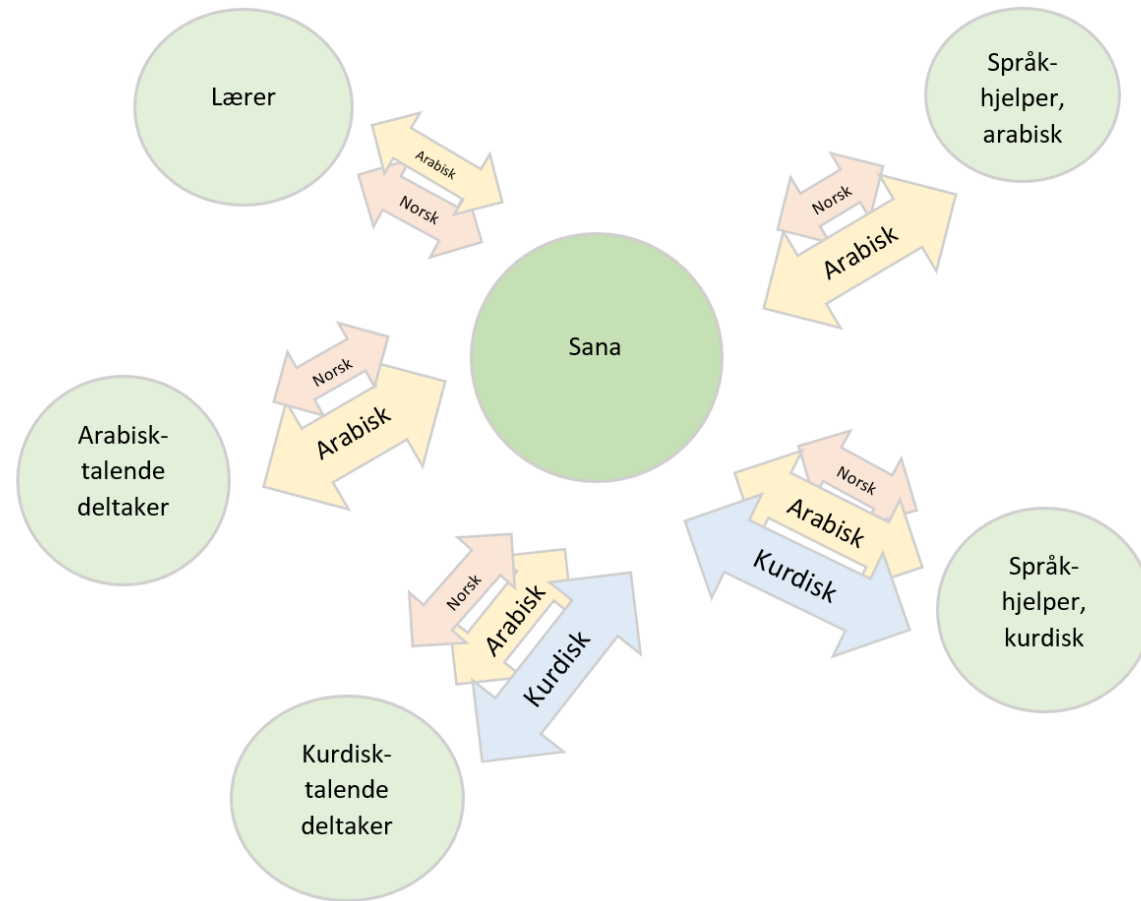 Lærer
Arabisk
Norsk
Språk-
hjelper,
arabisk
Norsk
Arabisk
Sana
Norsk
Arabisk
Arabisk-
talende
deltaker
Norsk
Arabisk
Kurdisk
Språk-
hjelper,
kurdisk
Norsk
Arabisk
Kurdisk
Kurdisk-
talende
deltaker